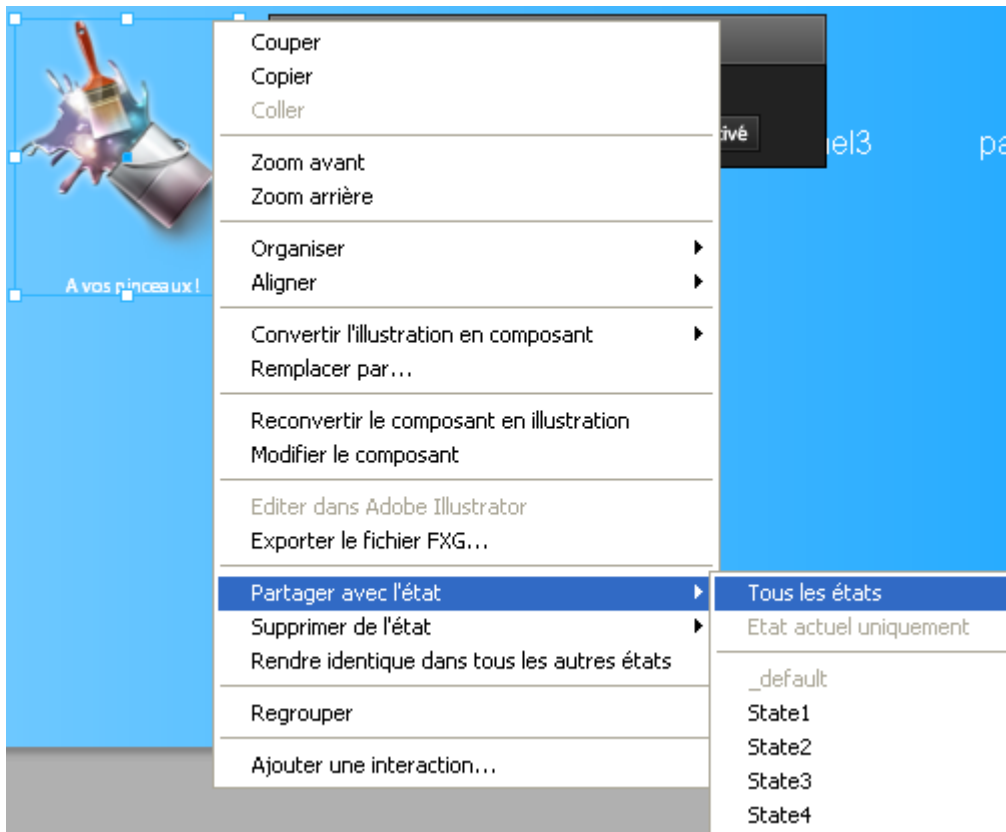 Couper
Copier
Coller
ivé
Zoom avant
Zoom arrière
Organiser
Aligner
A vos pinceaux !
Convertir l'illustration en composant
Remplacer par...
Reconvertir le composant en illustration
Modifier le composant
Editer dans Adobe Illustrator
Exporter le fichier FXG...
Partager avec l'état
Supprimer de l'état
Rendre identique dans tous les autres états
Regrouper
Ajouter une interaction...
Tous les états
Etat actuel uniquement
_default
State1
State2
State3
State4